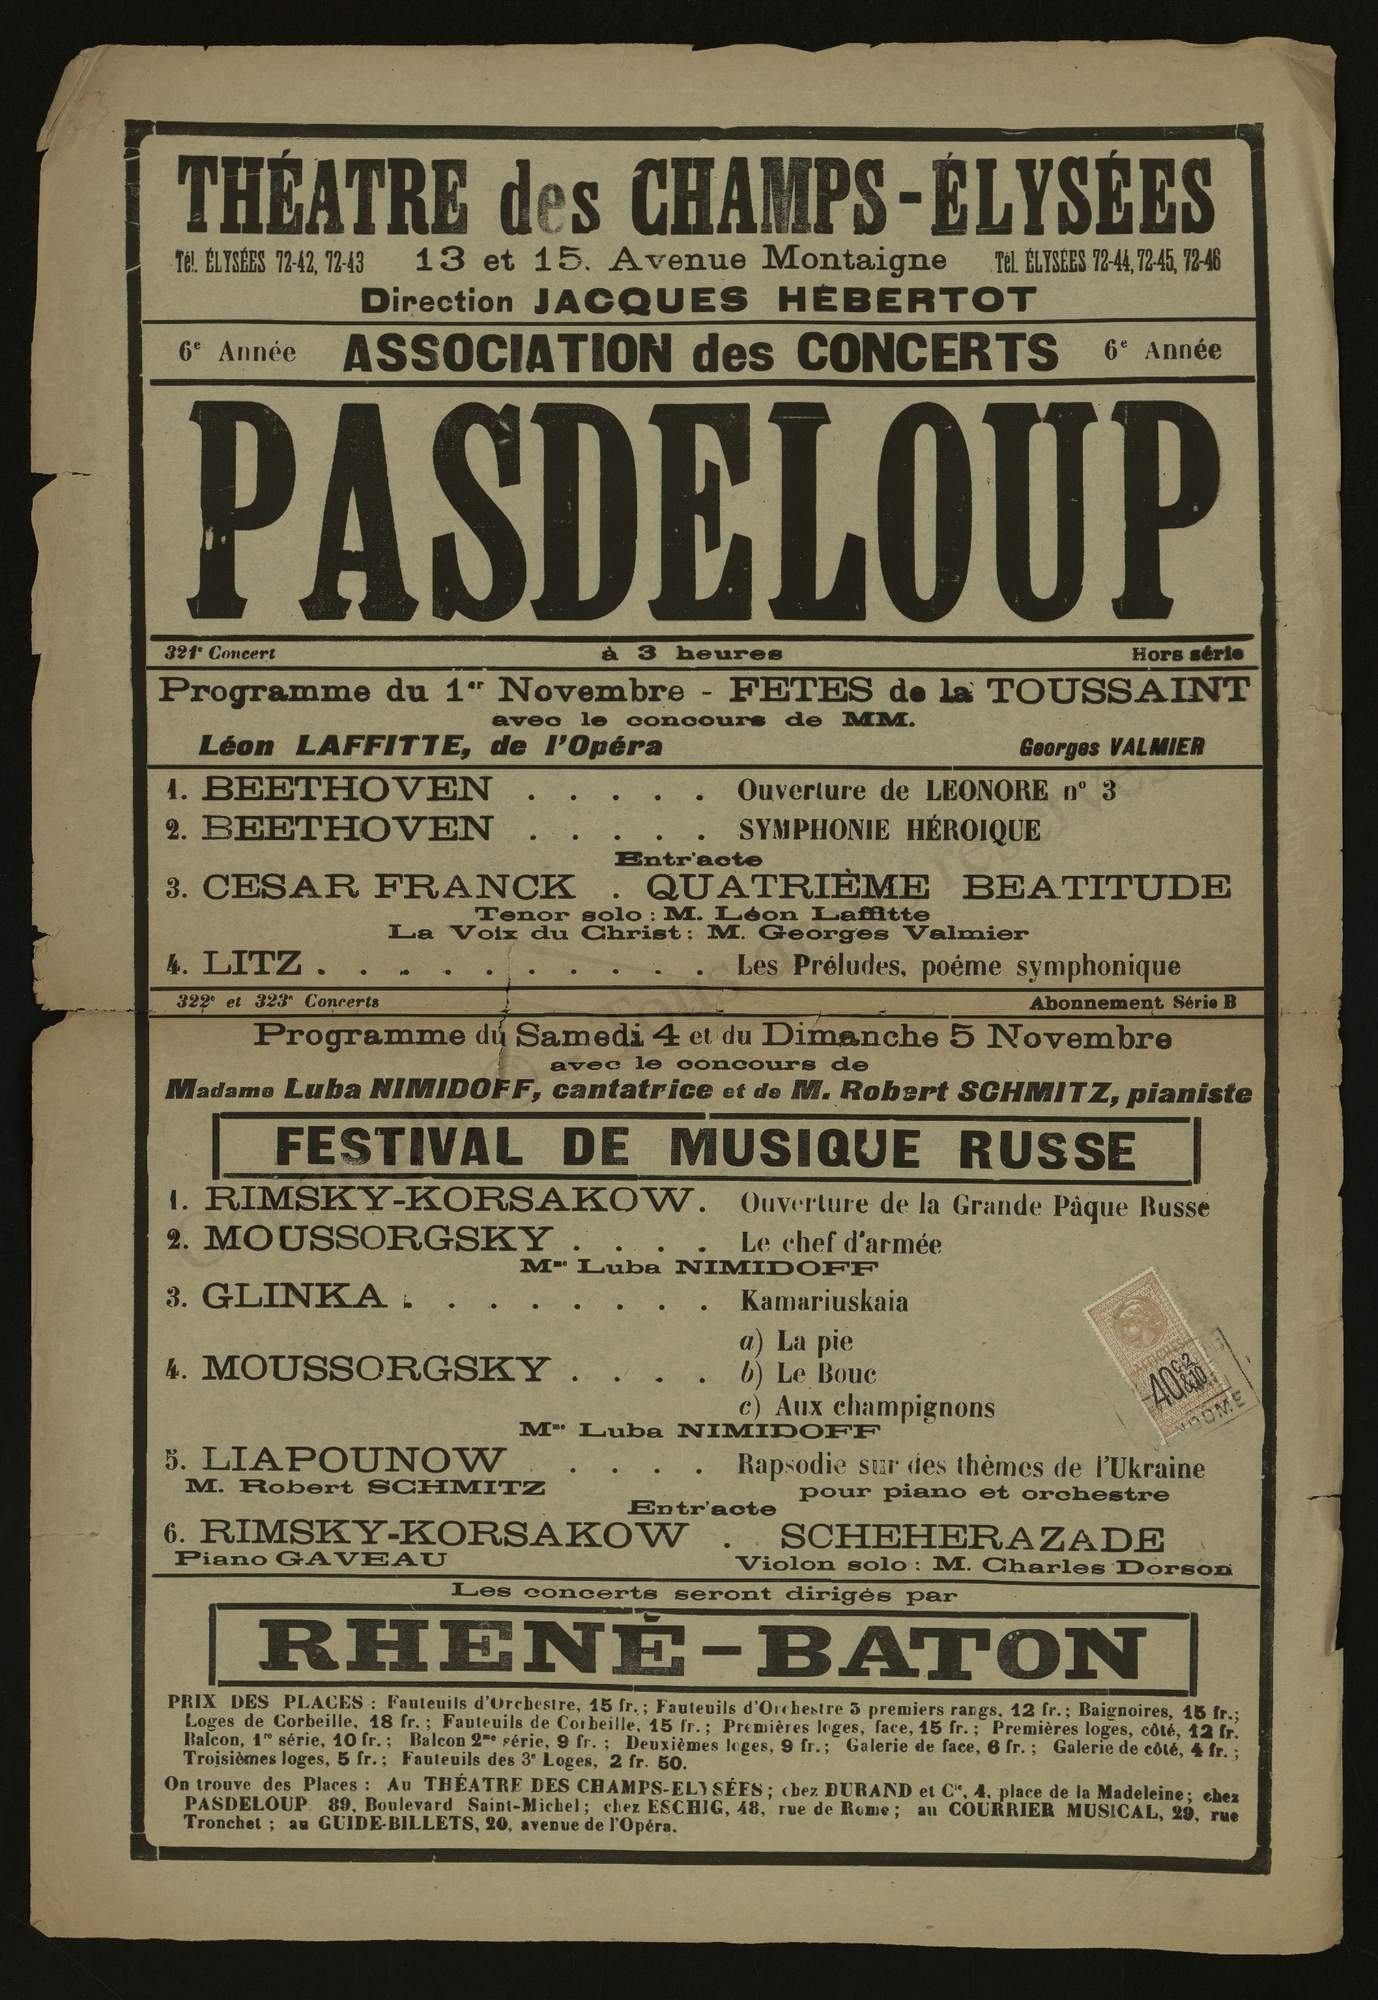 THÉATRE des CHAMPS-ÉLYSÉES
Tél. ÉLYSÉES 72-42, 72-43 13 et 15, Avenue Montaigne Tél. ÉLYSÉES 72-44, 72-45, 72-46
Direction JACQUES HÉBERTOT
6e Année ASSOCIATION des CONCERTS 6e Année
PASDELOUP
321e Concert à 3 heures Hors série
Programme du 1er Novembre - FETES de la TOUSSAINT
avec le concours de MM.
Léon LAFFITTE, de l'Opéra Georges VALMIER
1. BEETHOVEN . . . . . Ouverture de LEONORE n° 3
2. BEETHOVEN . . . . . SYMPHONIE HÉROIQUE
Entr'acte
3. CESAR FRANCK . QUATRIÈME BEATITUDE
Tenor solo : M. Léon Laffitte
La Voix du Christ : M. Georges Valmier
4. LITZ . . . . . . . . . . Les Préludes, poéme symphonique
322e et 323e Concerts Abonnement Série B
Programme du Samedi 4 et du Dimanche 5 Novembre
avec le concours de
Madame Luba NIMIDOFF, cantatrice et de M. Robert SCHMITZ, pianiste
FESTIVAL DE MUSIQUE RUSSE
1. RIMSKY-KORSAKOW. Ouverture de la Grande Pâque Russe
2. MOUSSORGSKY . . . . Le chef d'armée
Mme Luba NIMIDOFF
3. GLINKA . . . . . . . . Kamariuskaia
a) La pie
4. MOUSSORGSKY . . . . b) Le Bouc
c) Aux champignons
Mme Luba NIMIDOFF
5. LIAPOUNOW . . . . Rapsodie sur des thèmes de l'Ukraine
M. Robert SCHMITZ pour piano et orchestre
Entr'acte
6. RIMSKY-KORSAKOW . SCHEHERAZADE
Piano GAVEAU Violon solo : M. Charles Dorson
Les concerts seront dirigés par
RHENÉ-BATON
PRIX DES PLACES : Fauteuils d'Orchestre, 15 fr.; Fauteuils d'Orchestre 3 premiers rangs, 12 fr.; Baignoires, 15 fr.;
Loges de Corbeille, 18 fr.; Fauteuils de Corbeille, 15 fr.; Premières loges, face, 15 fr.; Premières loges, côté, 12 fr.
Balcon, 1re série, 10 fr.; Balcon 2me série, 9 fr.; Deuxièmes loges, 9 fr.; Galerie de face, 6 fr.; Galerie de côté, 4 fr.;
Troisièmes loges, 5 fr.; Fauteuils des 3e Loges, 2 fr. 50.
On trouve des Places : Au THÉATRE DES CHAMPS-ELYSÉES; chez DURAND et Cie, 4, place de la Madeleine; chez
PASDELOUP 89, Boulevard Saint-Michel; chez ESCHIG, 48, rue de Rome; au COURRIER MUSICAL, 29, rue
Tronchet; au GUIDE-BILLETS, 20, avenue de l'Opéra.
40c 2 &10